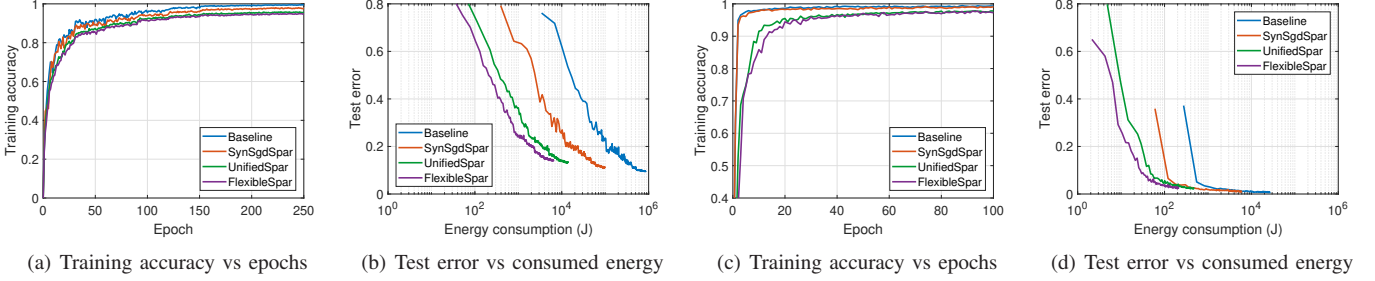 Training accuracy
1
0.8
0.6
0.4
0.2
0
0 50 100 150 200 250
Epoch
Baseline
SynSgdSpar
UnifiedSpar
FlexibleSpar
(a) Training accuracy vs epochs
Test error
0.8
0.6
0.4
0.2
0
10^0 10^2 10^4 10^6
Energy consumption (J)
Baseline
SynSgdSpar
UnifiedSpar
FlexibleSpar
(b) Test error vs consumed energy
Training accuracy
1
0.9
0.8
0.7
0.6
0.5
0.4
0 20 40 60 80 100
Epoch
Baseline
SynSgdSpar
UnifiedSpar
FlexibleSpar
(c) Training accuracy vs epochs
Test error
0.8
0.6
0.4
0.2
0
10^0 10^2 10^4 10^6
Energy consumption (J)
Baseline
SynSgdSpar
UnifiedSpar
FlexibleSpar
(d) Test error vs consumed energy